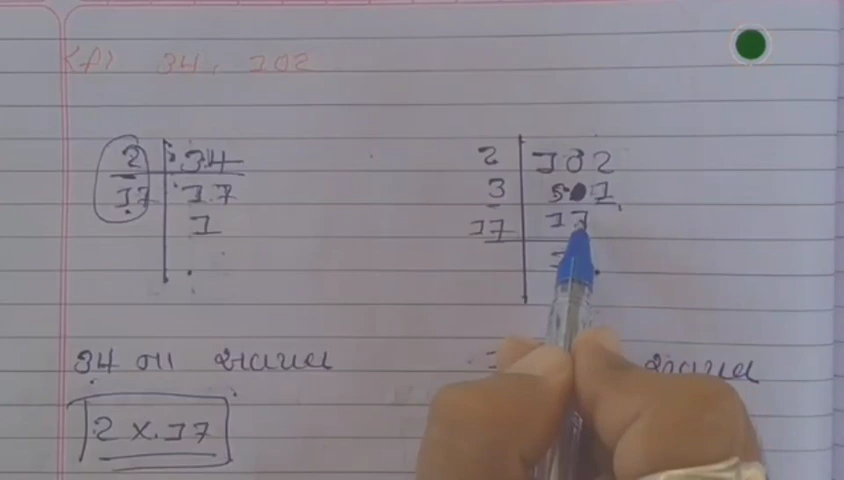 (A) 34, 102
2 34
17 17
1
2 102
3 51
17 17
34 ના અવયવ
અવયવ
2 x 17